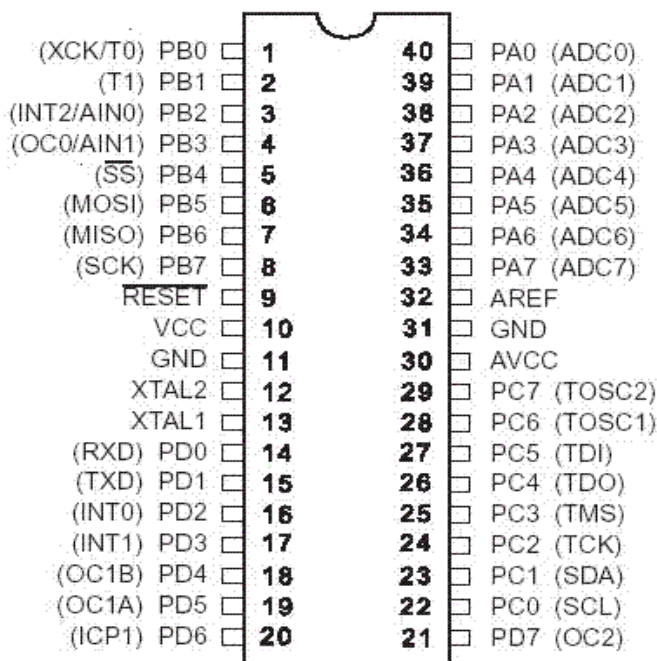 (XCK/T0) PB0 1 40 PA0 (ADC0)
(T1) PB1 2 39 PA1 (ADC1)
(INT2/AIN0) PB2 3 38 PA2 (ADC2)
(OC0/AIN1) PB3 4 37 PA3 (ADC3)
(SS) PB4 5 36 PA4 (ADC4)
(MOSI) PB5 6 35 PA5 (ADC5)
(MISO) PB6 7 34 PA6 (ADC6)
(SCK) PB7 8 33 PA7 (ADC7)
RESET 9 32 AREF
VCC 10 31 GND
GND 11 30 AVCC
XTAL2 12 29 PC7 (TOSC2)
XTAL1 13 28 PC6 (TOSC1)
(RXD) PD0 14 27 PC5 (TDI)
(TXD) PD1 15 26 PC4 (TDO)
(INT0) PD2 16 25 PC3 (TMS)
(INT1) PD3 17 24 PC2 (TCK)
(OC1B) PD4 18 23 PC1 (SDA)
(OC1A) PD5 19 22 PC0 (SCL)
(ICP1) PD6 20 21 PD7 (OC2)